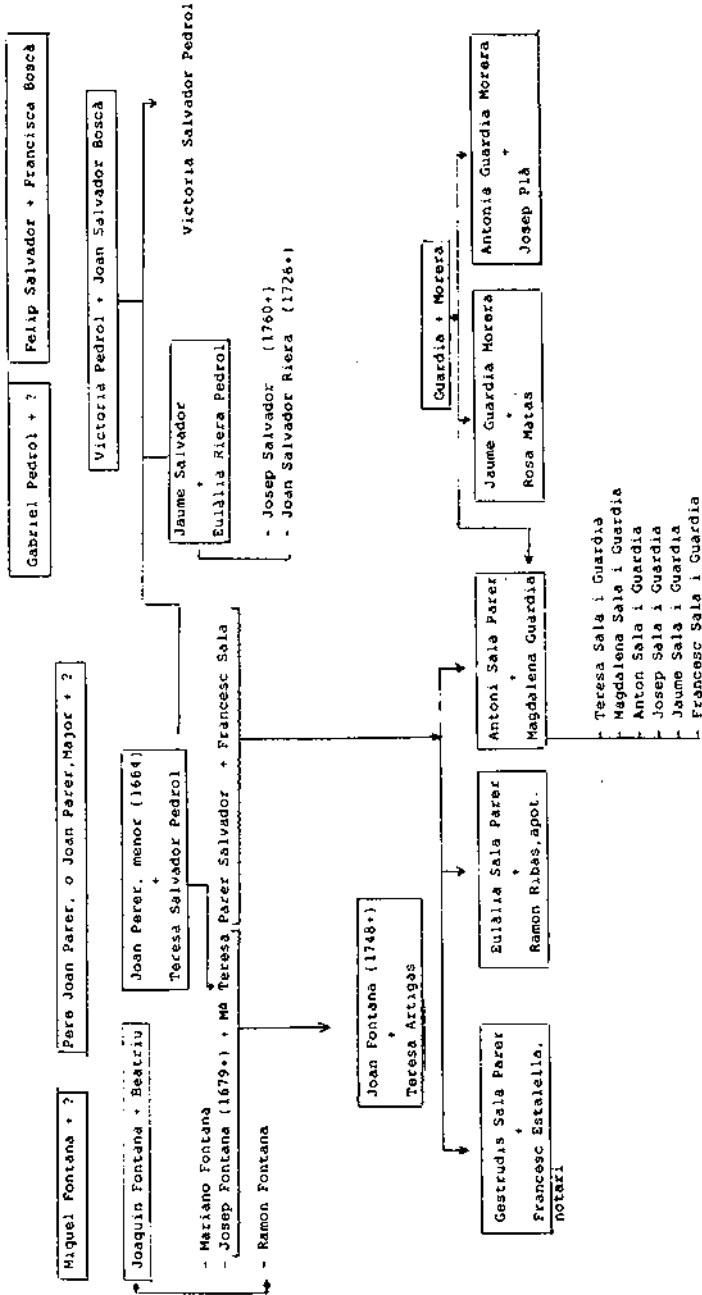 Miquel Fontana + ?
Pere Joan Parer, o Joan Parer,Major + ?
Gabriel Pedrol + ?
Felip Salvador + Francisca Boscà
Joaquin Fontana + Beatriu
Joan Perer, menor (1664)
+
Teresa Salvador Pedrol
Victoria Pedrol + Joan Salvador Boscà
Jaume Salvador
+
Eulàlia Riera Pedrol
Victoria Salvador Pedrol
- Josep Salvador (1760+)
- Joan Salvador Riera (1726+)
- Mariano Fontana
- Josep Fontana (1679+) + Mª Teresa Parer Salvador + Francesc Sala
- Ramon Fontana
Joan Fontana (1748+)
+
Teresa Artigas
Guardia + Morera
Gestrudis Sala Parer
+
Francesc Estalella,
notari
Eulàlia Sala Parer
+
Ramon Ribas,apot.
Antoni Sala Parer
+
Magdalena Guardia
Jaume Guardia Morera
+
Rosa Matas
Antonia Guardia Morera
+
Josep Plà
- Teresa Sala i Guardia
- Magdalena Sala i Guardia
- Anton Sala i Guardia
- Josep Sala i Guardia
- Jaume Sala i Guardia
- Francesc Sala i Guardia